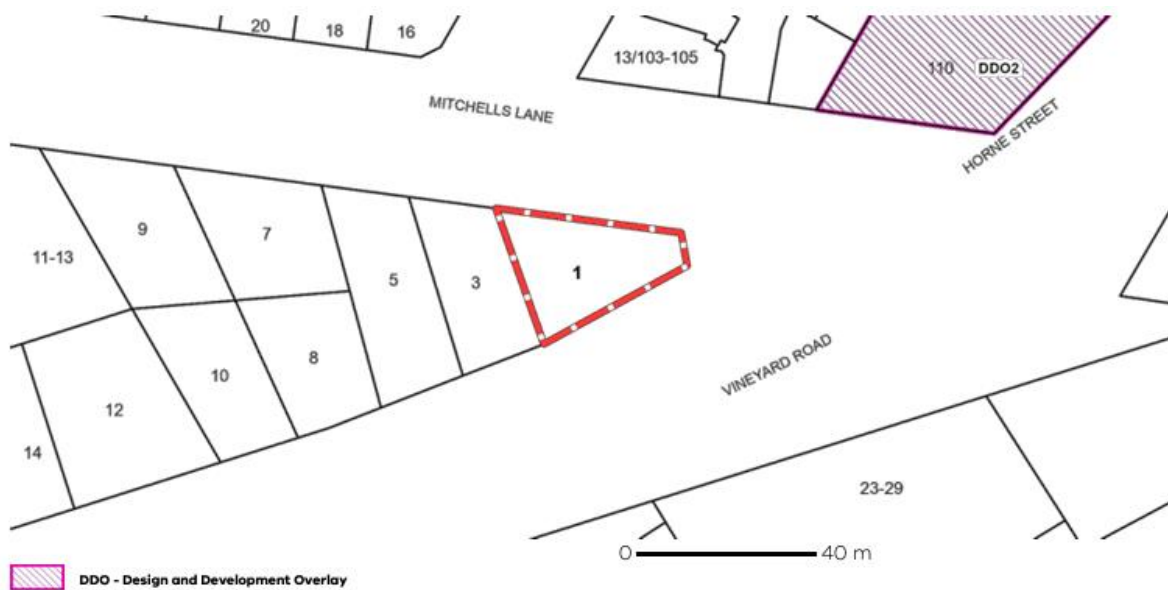 20
18
16
13/103-105
110
DDO2
MITCHELLS LANE
HORNE STREET
9
7
11-13
5
3
1
8
10
12
14
VINEYARD ROAD
23-29
0
40 m
DDO - Design and Development Overlay